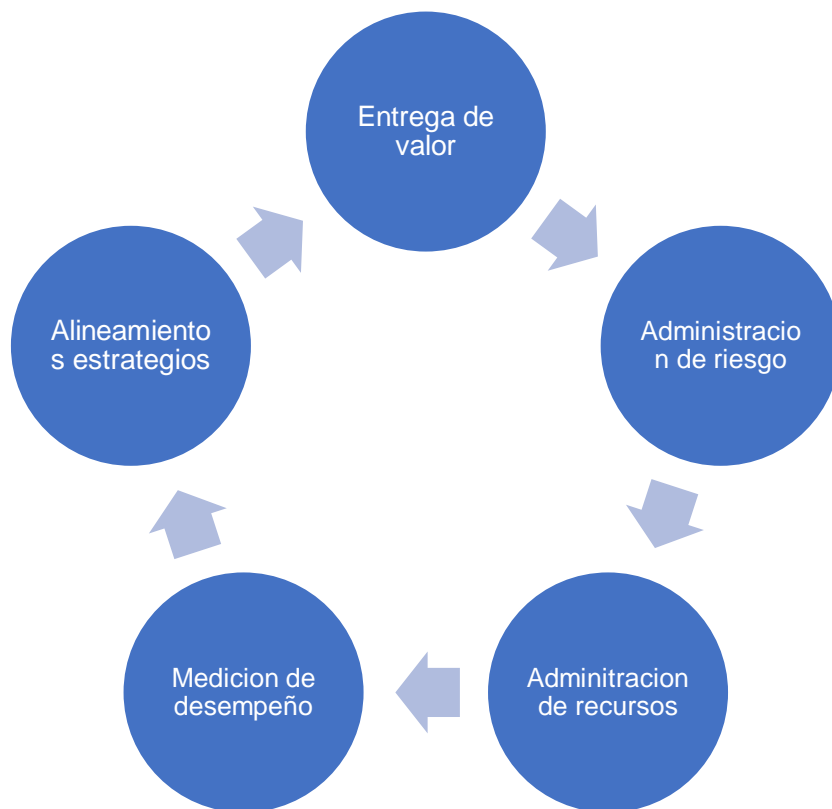 Entrega de
valor
Administracio
n de riesgo
Adminitracion
de recursos
Medicion de
desempeño
Alineamiento
s estrategios